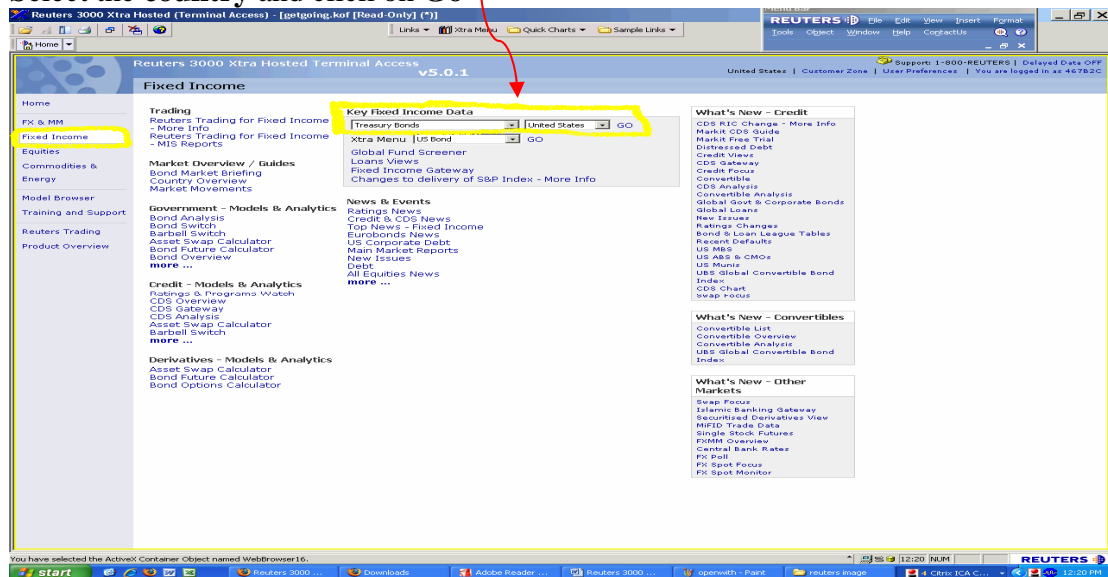 Select the country and click on Go
Reuters 3000 Xtra Hosted (Terminal Access) - [getgoing.kof [Read-Only] (*)]
Menu Bar
REUTERS File Edit View Insert Format
Tools Object Window Help ContactUs
Links Xtra Menu Quick Charts Sample Links
Home
Reuters 3000 Xtra Hosted Terminal Access
v5.0.1
Support: 1-800-REUTERS | Delayed Data OFF
United States | Customer Zone | User Preferences | You are logged in as 467B2C
Fixed Income
Home
FX & MM
Fixed Income
Equities
Commodities &
Energy
Model Browser
Training and Support
Reuters Trading
Product Overview
Trading
Reuters Trading for Fixed Income
- More Info
Reuters Trading for Fixed Income
- MIS Reports
Market Overview / Guides
Bond Market Briefing
Country Overview
Market Movements
Government - Models & Analytics
Bond Analysis
Bond Switch
Barbell Switch
Asset Swap Calculator
Bond Future Calculator
Bond Overview
more ...
Credit - Models & Analytics
Ratings & Programs Watch
CDS Overview
CDS Gateway
CDS Analysis
Asset Swap Calculator
Barbell Switch
more ...
Derivatives - Models & Analytics
Asset Swap Calculator
Bond Future Calculator
Bond Options Calculator
Key Fixed Income Data
Treasury Bonds United States GO
Xtra Menu US Bond GO
Global Fund Screener
Loans Views
Fixed Income Gateway
Changes to delivery of S&P Index - More Info
News & Events
Ratings News
Credit & CDS News
Top News - Fixed Income
Eurobonds News
US Corporate Debt
Main Market Reports
New Issues
Debt
All Equities News
more ...
What's New - Credit
CDS RIC Change - More Info
Markit CDS Guide
Markit Free Trial
Distressed Debt
Credit Views
CDS Gateway
Credit Focus
Convertible
CDS Analysis
Convertible Analysis
Global Govt & Corporate Bonds
Global Loans
New Issues
Ratings Changes
Bond & Loan League Tables
Recent Defaults
US MBS
US ABS & CMOs
US Munis
UBS Global Convertible Bond
Index
CDS Chart
Swap Focus
What's New - Convertibles
Convertible List
Convertible Overview
Convertible Analysis
UBS Global Convertible Bond
Index
What's New - Other
Markets
Swap Focus
Islamic Banking Gateway
Securitised Derivatives View
MiFID Trade Data
Single Stock Futures
FXMM Overview
Central Bank Rates
FX Poll
FX Spot Focus
FX Spot Monitor
You have selected the ActiveX Container Object named WebBrowser16.
12:20 NUM REUTERS
start Reuters 3000 ... Downloads Adobe Reader ... Reuters 3000 ... openwith - Paint reuters image 4 Citrix ICA C... 12:20 PM